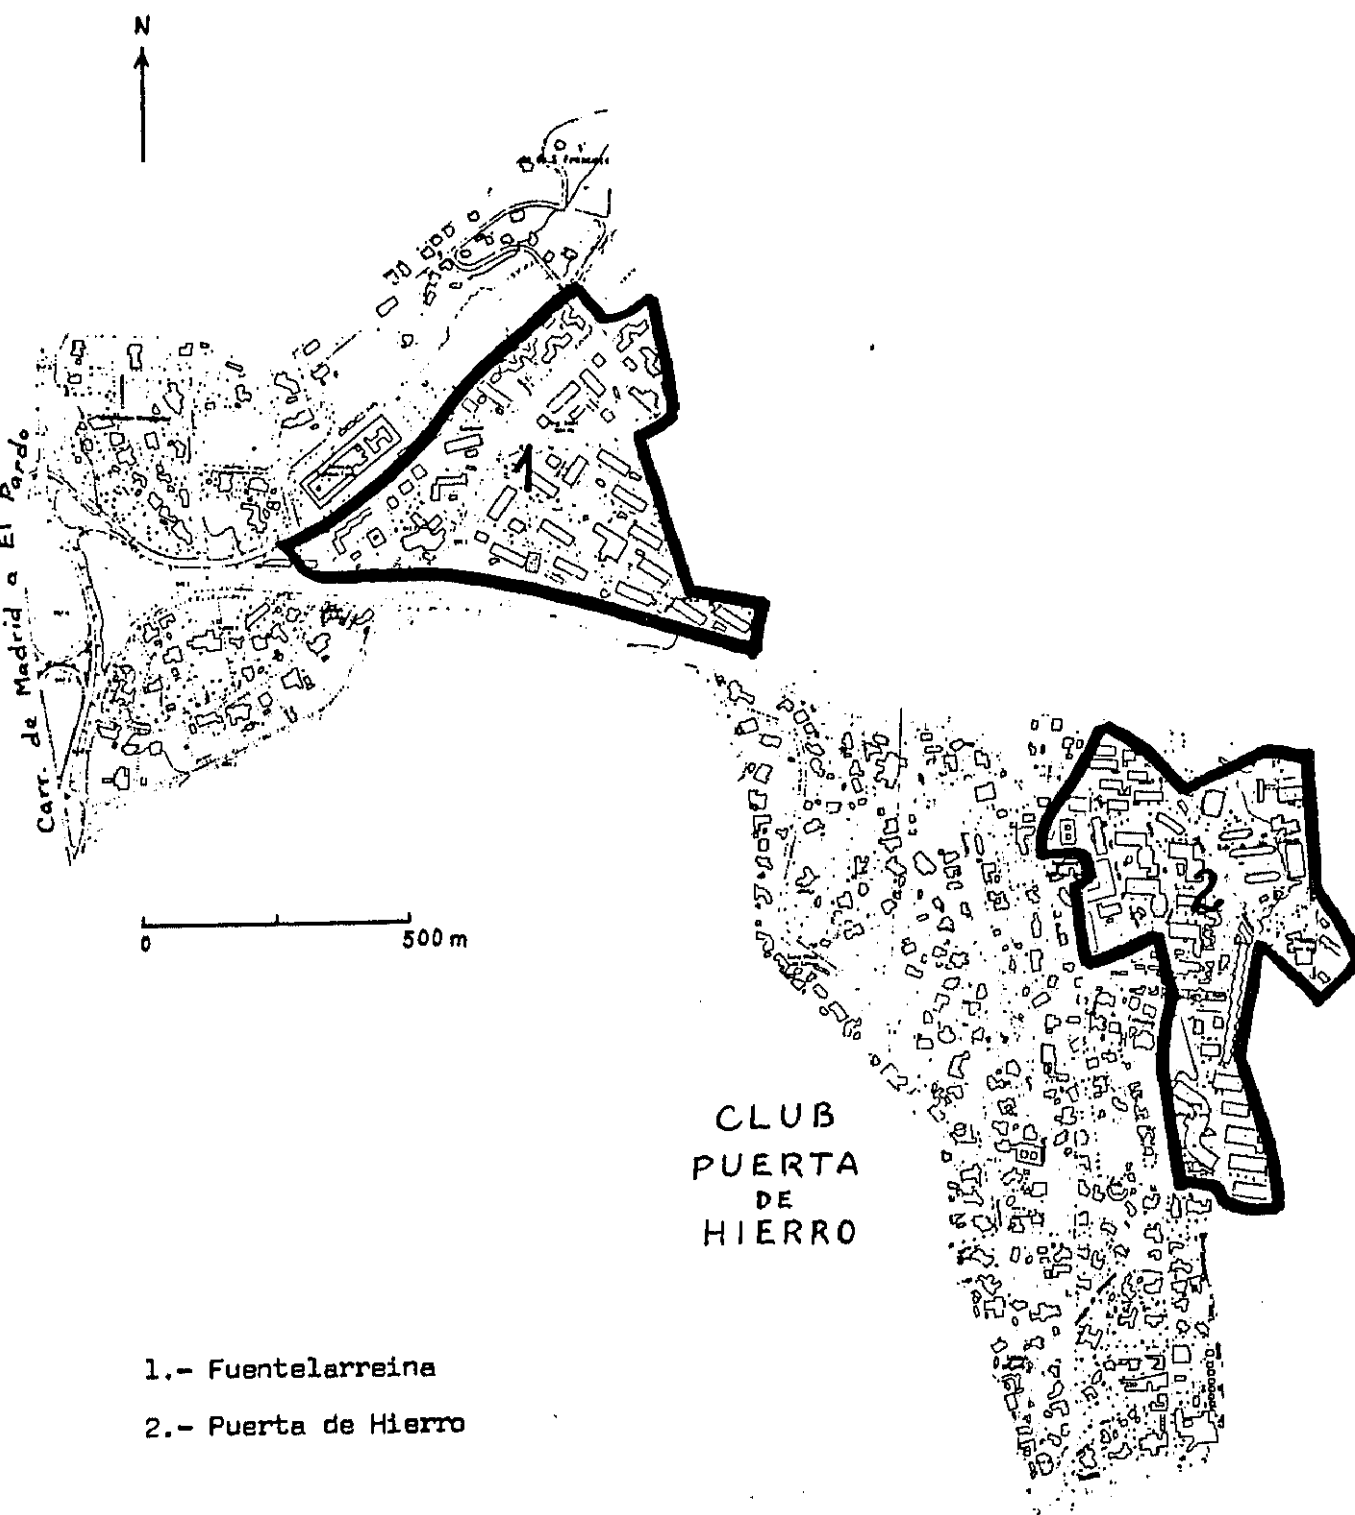 N
1
Carr. de Madrid a El Pardo
2
0 500 m
CLUB
PUERTA
DE
HIERRO
1.- Fuentelarreina
2.- Puerta de Hierro